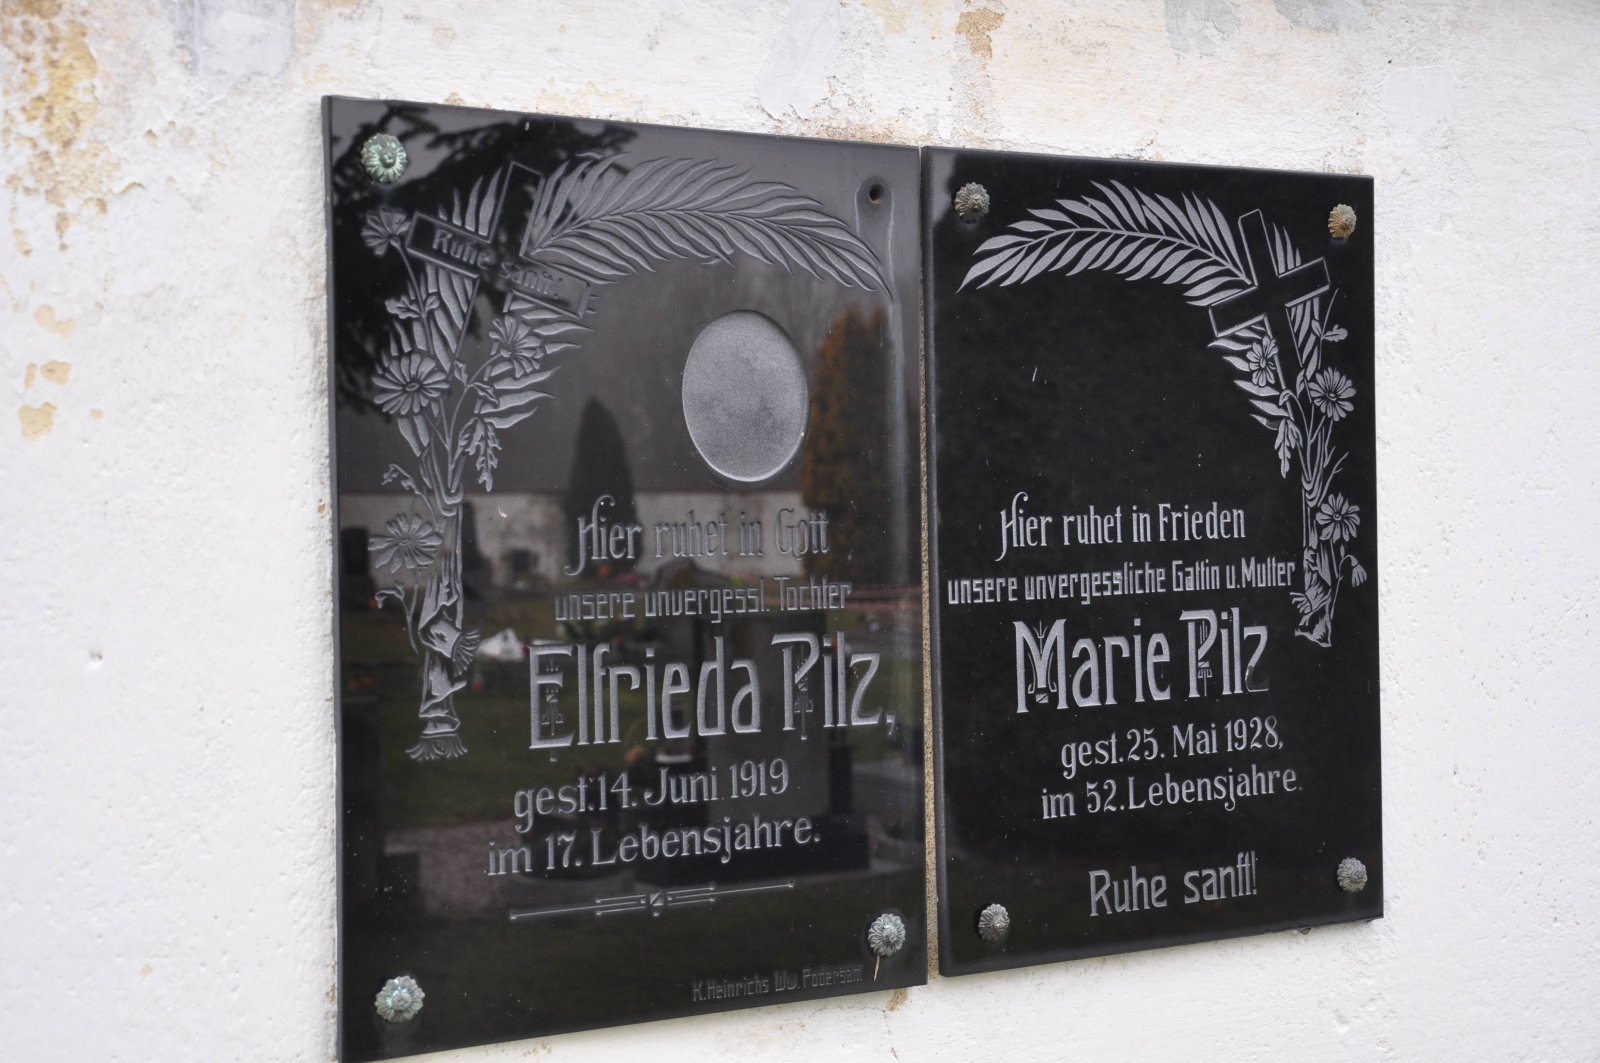 Ruhe sanft!
Hier ruhet in Gott
unsere unvergessl. Tochter
Elfrieda Pilz,
gest. 14. Juni 1919
im 17. Lebensjahre.
K. Heinrichs Ww. Podersam
Hier ruhet in Frieden
unsere unvergessliche Gattin u. Mutter
Marie Pilz
gest. 25. Mai 1928,
im 52. Lebensjahre.
Ruhe sanft!